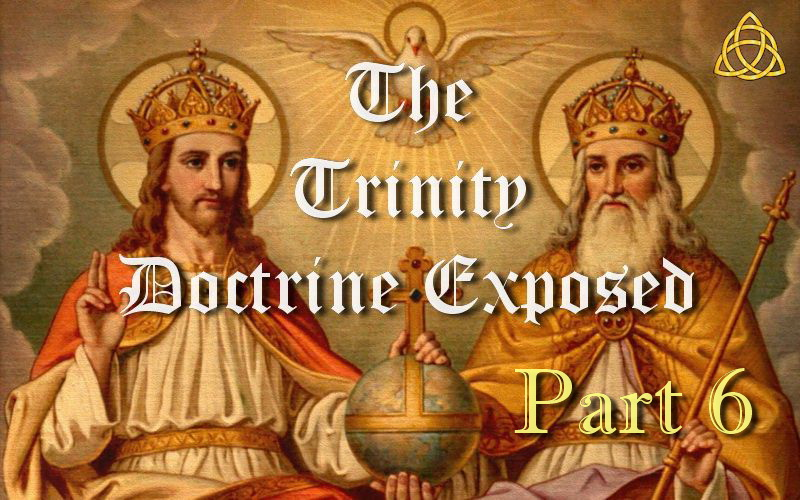 The
Trinity
Doctrine Exposed
Part 6